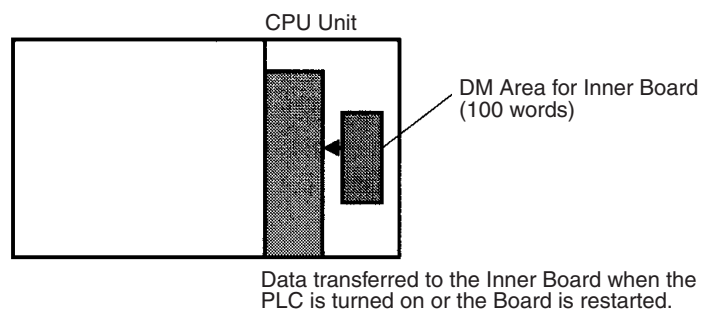 CPU Unit
DM Area for Inner Board
(100 words)
Data transferred to the Inner Board when the
PLC is turned on or the Board is restarted.